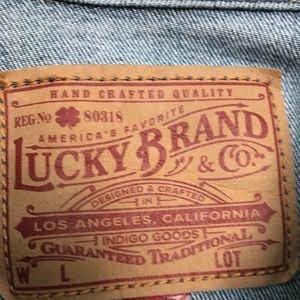 HAND CRAFTED QUALITY
REG No 80318
AMERICA'S FAVORITE
LUCKY BRAND
& Co.
DESIGNED & CRAFTED
IN
LOS ANGELES, CALIFORNIA
INDIGO GOODS
GUARANTEED TRADITIONAL
W L LOT